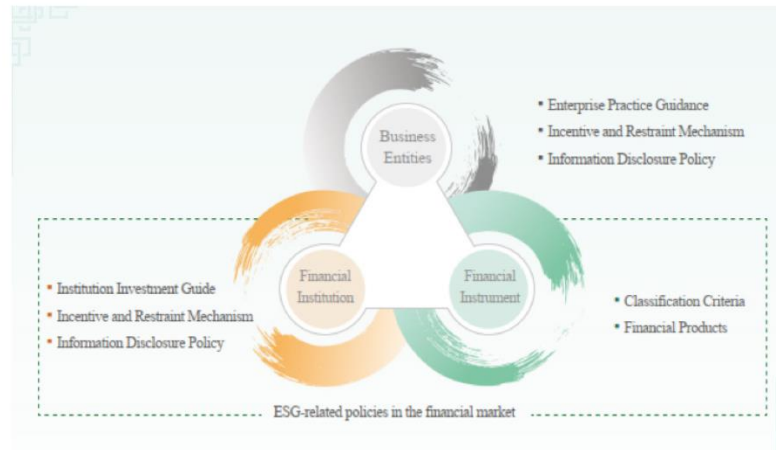 Business
Entities
▪ Enterprise Practice Guidance
▪ Incentive and Restraint Mechanism
▪ Information Disclosure Policy
Financial
Institution
▪ Institution Investment Guide
▪ Incentive and Restraint Mechanism
▪ Information Disclosure Policy
Financial
Instrument
• Classification Criteria
• Financial Products
ESG-related policies in the financial market